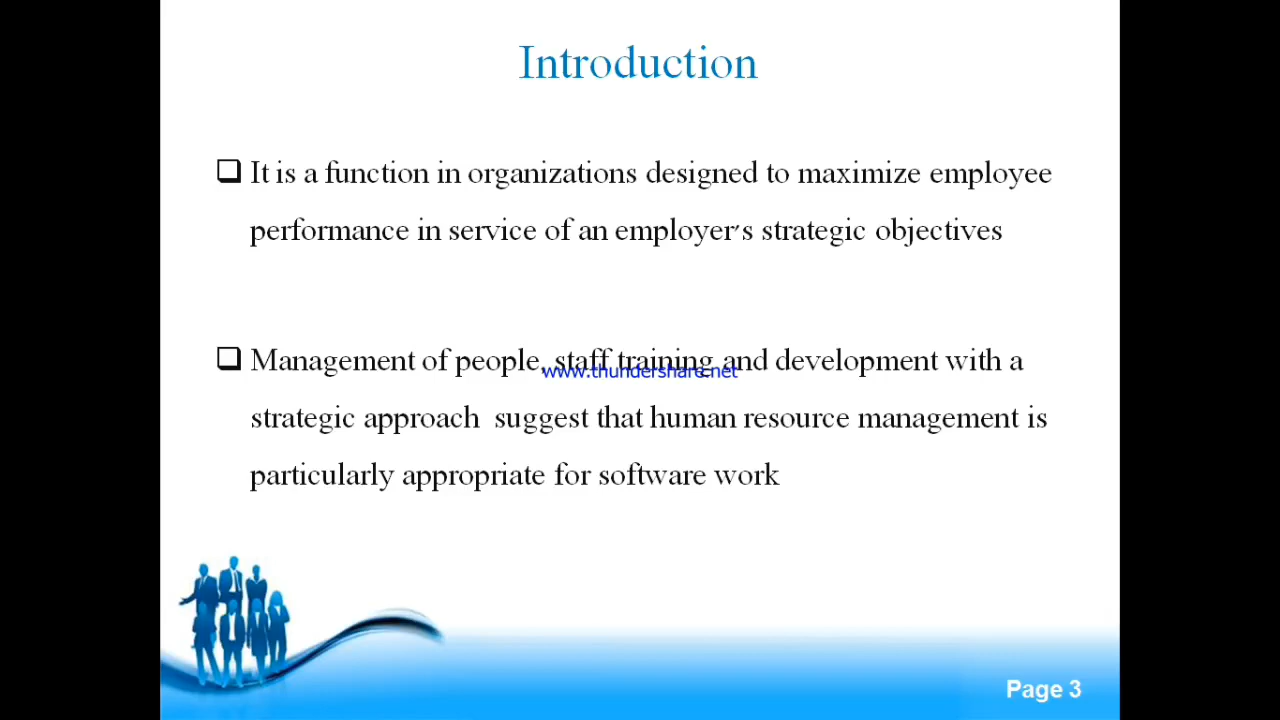 Introduction
❑ It is a function in organizations designed to maximize employee
performance in service of an employer's strategic objectives
❑ Management of people, staff training and development with a
www.thundershare.net
strategic approach suggest that human resource management is
particularly appropriate for software work
Page 3